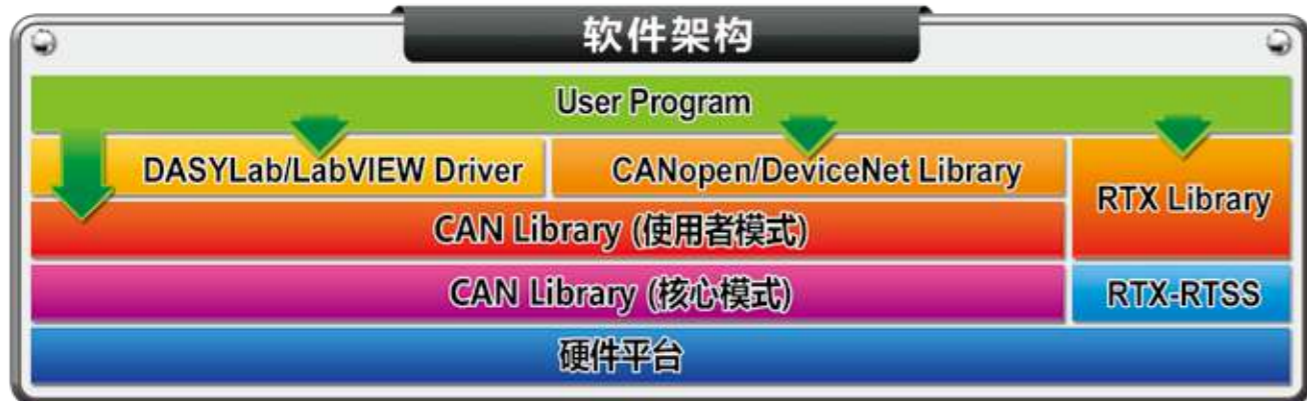 软件架构
User Program
DASYLab/LabVIEW Driver
CANopen/DeviceNet Library
RTX Library
CAN Library (使用者模式)
CAN Library (核心模式)
RTX-RTSS
硬件平台